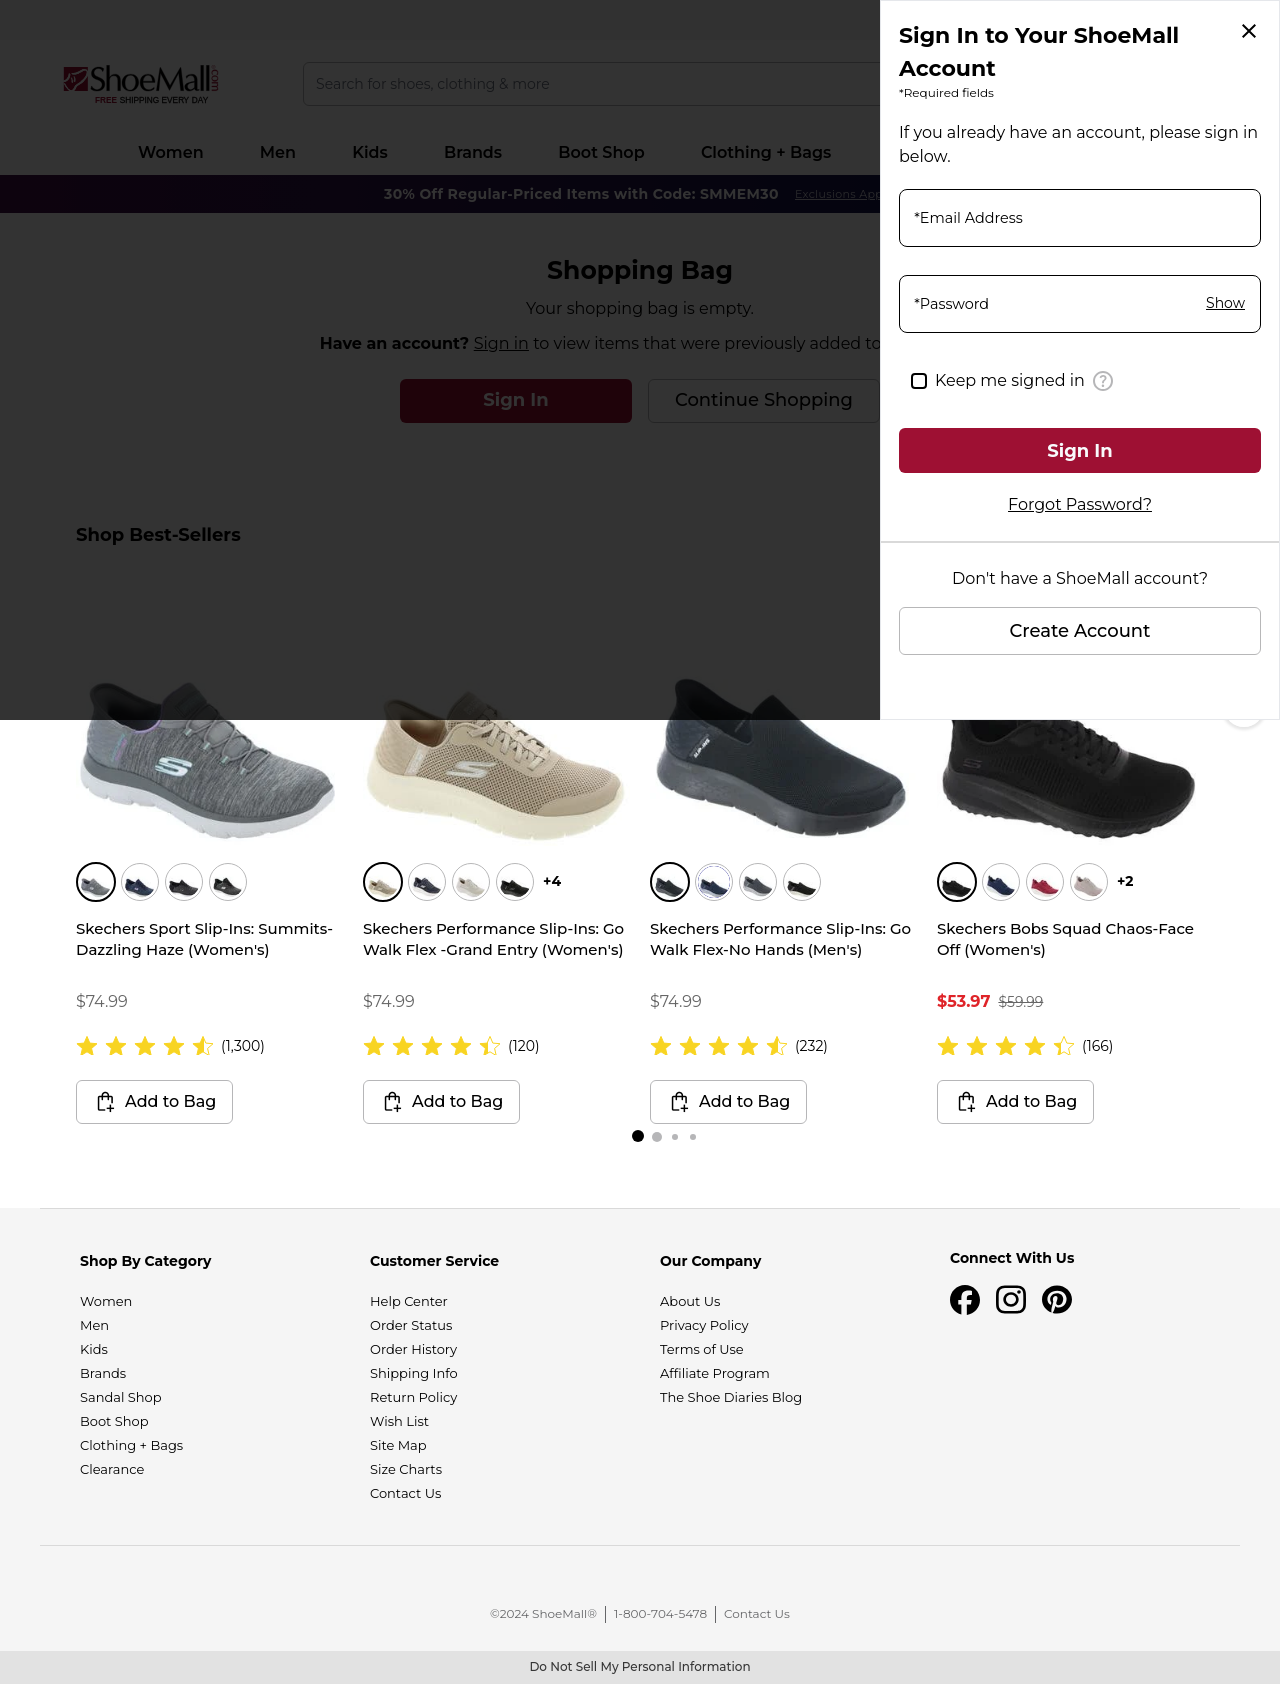 ShoeMall.com
FREE SHIPPING EVERY DAY
Search for shoes, clothing & more
Women
Men
Kids
Brands
Boot Shop
Clothing + Bags
30% Off Regular-Priced Items with Code: SMMEM30
Exclusions App
Shopping Bag
Your shopping bag is empty.
Have an account? Sign in to view items that were previously added to
Sign In
Continue Shopping
Shop Best-Sellers
Sign In to Your ShoeMall
Account
*Required fields
If you already have an account, please sign in
below.
*Email Address
*Password
Show
Keep me signed in
?
Sign In
Forgot Password?
Don't have a ShoeMall account?
Create Account
+4
+2
Skechers Sport Slip-Ins: Summits-
Dazzling Haze (Women's)
$74.99
(1,300)
Add to Bag
Skechers Performance Slip-Ins: Go
Walk Flex -Grand Entry (Women's)
$74.99
(120)
Add to Bag
Skechers Performance Slip-Ins: Go
Walk Flex-No Hands (Men's)
$74.99
(232)
Add to Bag
Skechers Bobs Squad Chaos-Face
Off (Women's)
$53.97 $59.99
(166)
Add to Bag
Shop By Category
Women
Men
Kids
Brands
Sandal Shop
Boot Shop
Clothing + Bags
Clearance
Customer Service
Help Center
Order Status
Order History
Shipping Info
Return Policy
Wish List
Site Map
Size Charts
Contact Us
Our Company
About Us
Privacy Policy
Terms of Use
Affiliate Program
The Shoe Diaries Blog
Connect With Us
©2024 ShoeMall®
1-800-704-5478
Contact Us
Do Not Sell My Personal Information